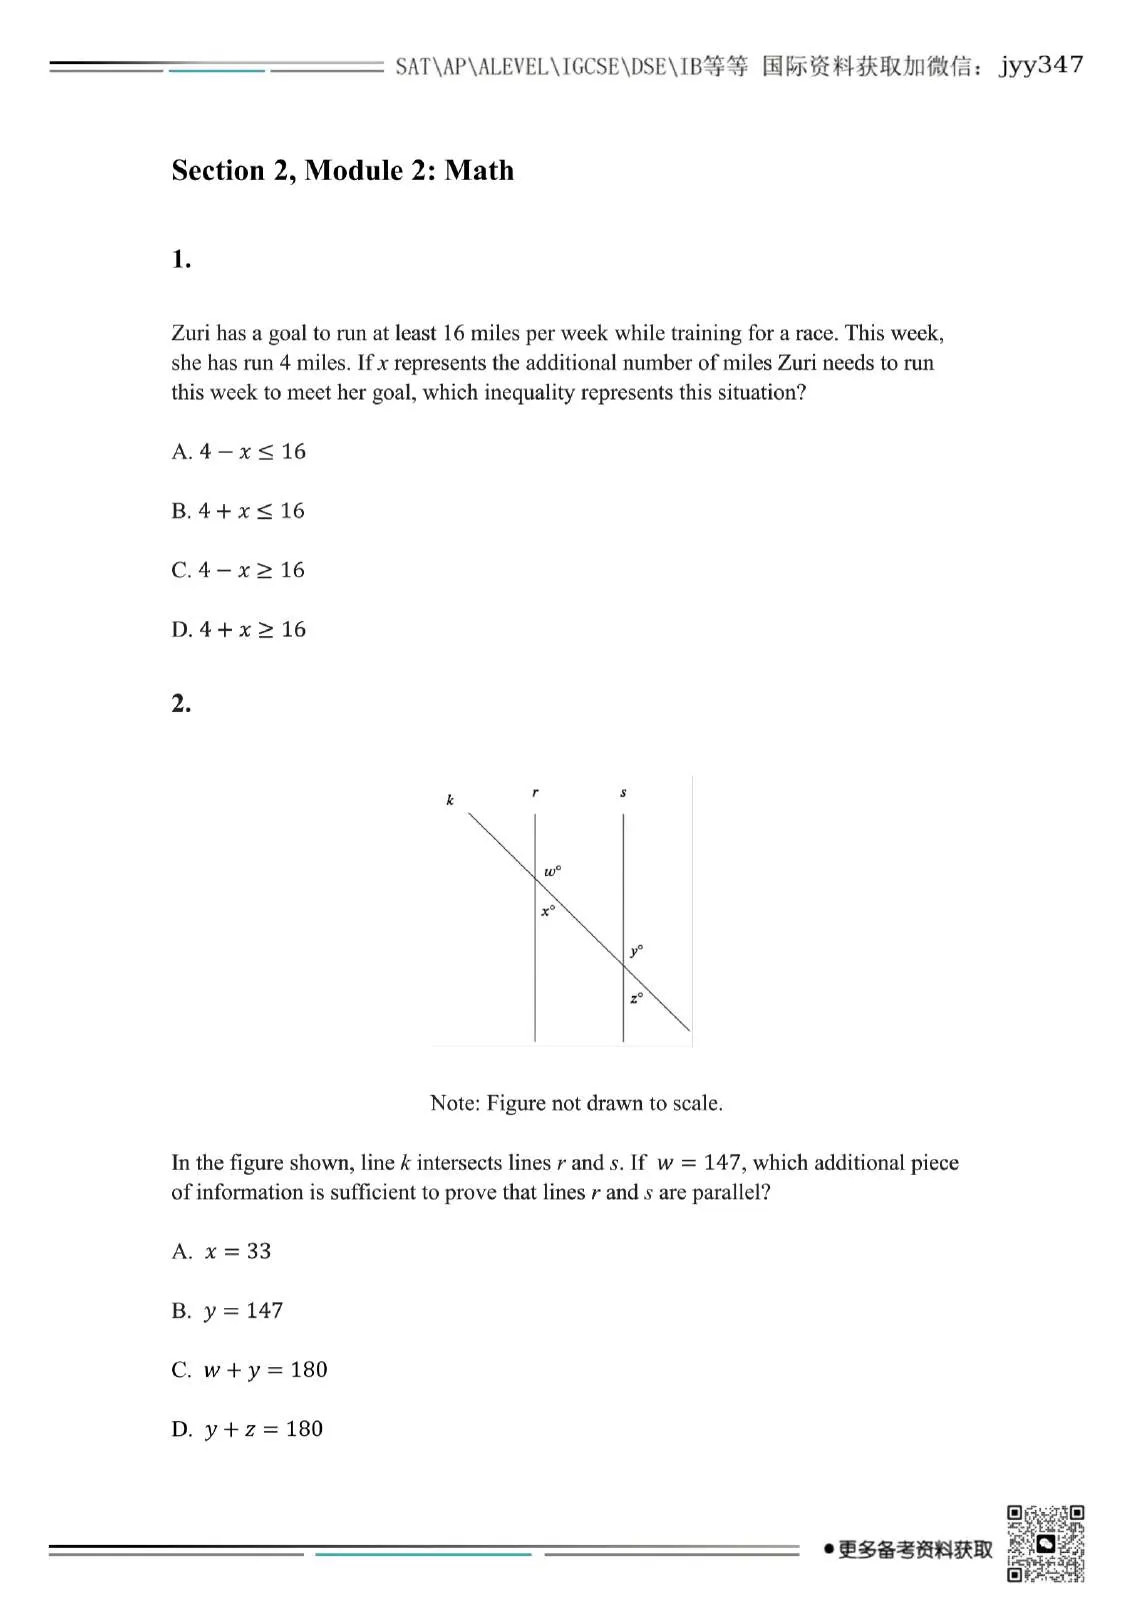 SAT\AP\ALEVEL\IGCSE\DSE\IB等等 国际资料获取加微信：jyy347
Section 2, Module 2: Math
1.
Zuri has a goal to run at least 16 miles per week while training for a race. This week,
she has run 4 miles. If x represents the additional number of miles Zuri needs to run
this week to meet her goal, which inequality represents this situation?
A. 4 − x ≤ 16
B. 4 + x ≤ 16
C. 4 − x ≥ 16
D. 4 + x ≥ 16
2.
k r s
w°
x°
y°
z°
Note: Figure not drawn to scale.
In the figure shown, line k intersects lines r and s. If w = 147, which additional piece
of information is sufficient to prove that lines r and s are parallel?
A. x = 33
B. y = 147
C. w + y = 180
D. y + z = 180
●更多备考资料获取